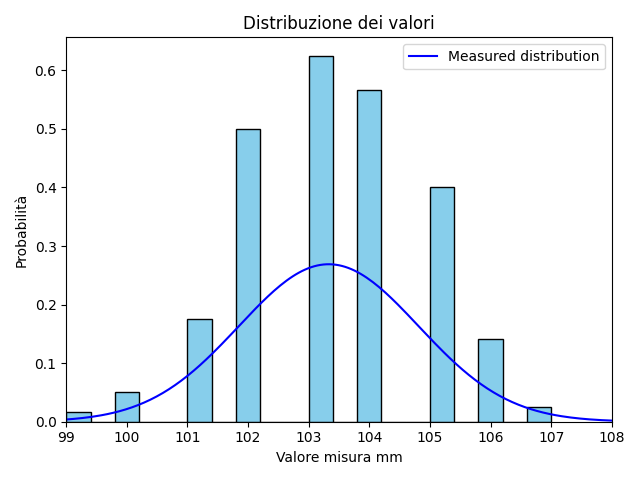 Distribuzione dei valori
Measured distribution
Probabilità
0.6
0.5
0.4
0.3
0.2
0.1
0.0
99 100 101 102 103 104 105 106 107 108
Valore misura mm